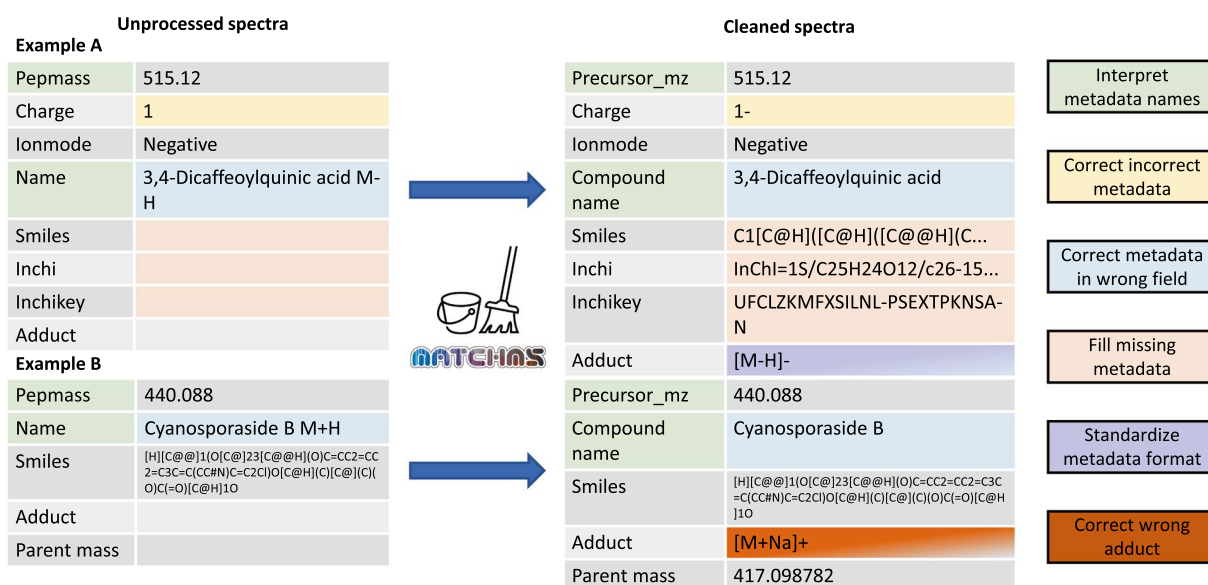 Unprocessed spectra
Example A
Pepmass 515.12
Charge 1
Ionmode Negative
Name 3,4-Dicaffeoylquinic acid M-
H
Smiles
Inchi
Inchikey
Adduct
Example B
Pepmass 440.088
Name Cyanosporaside B M+H
Smiles [H][C@@]1(O[C@]23[C@@H](O)C=CC2=CC
2=C3C=C(CC#N)C=C2Cl)O[C@H](C)[C@](C)(
O)C(=O)[C@H]1O
Adduct
Parent mass
MATCHMS
Cleaned spectra
Precursor_mz 515.12
Charge 1-
Ionmode Negative
Compound 3,4-Dicaffeoylquinic acid
name
Smiles C1[C@H]([C@H]([C@@H](C...
Inchi InChI=1S/C25H24O12/c26-15...
Inchikey UFCLZKMFXSILNL-PSEXTPKNSA-
N
Adduct [M-H]-
Precursor_mz 440.088
Compound Cyanosporaside B
name
Smiles [H][C@@]1(O[C@]23[C@@H](O)C=CC2=CC2=C3C
=C(CC#N)C=C2Cl)O[C@H](C)[C@](C)(O)C(=O)[C@H
]1O
Adduct [M+Na]+
Parent mass 417.098782
Interpret
metadata names
Correct incorrect
metadata
Correct metadata
in wrong field
Fill missing
metadata
Standardize
metadata format
Correct wrong
adduct